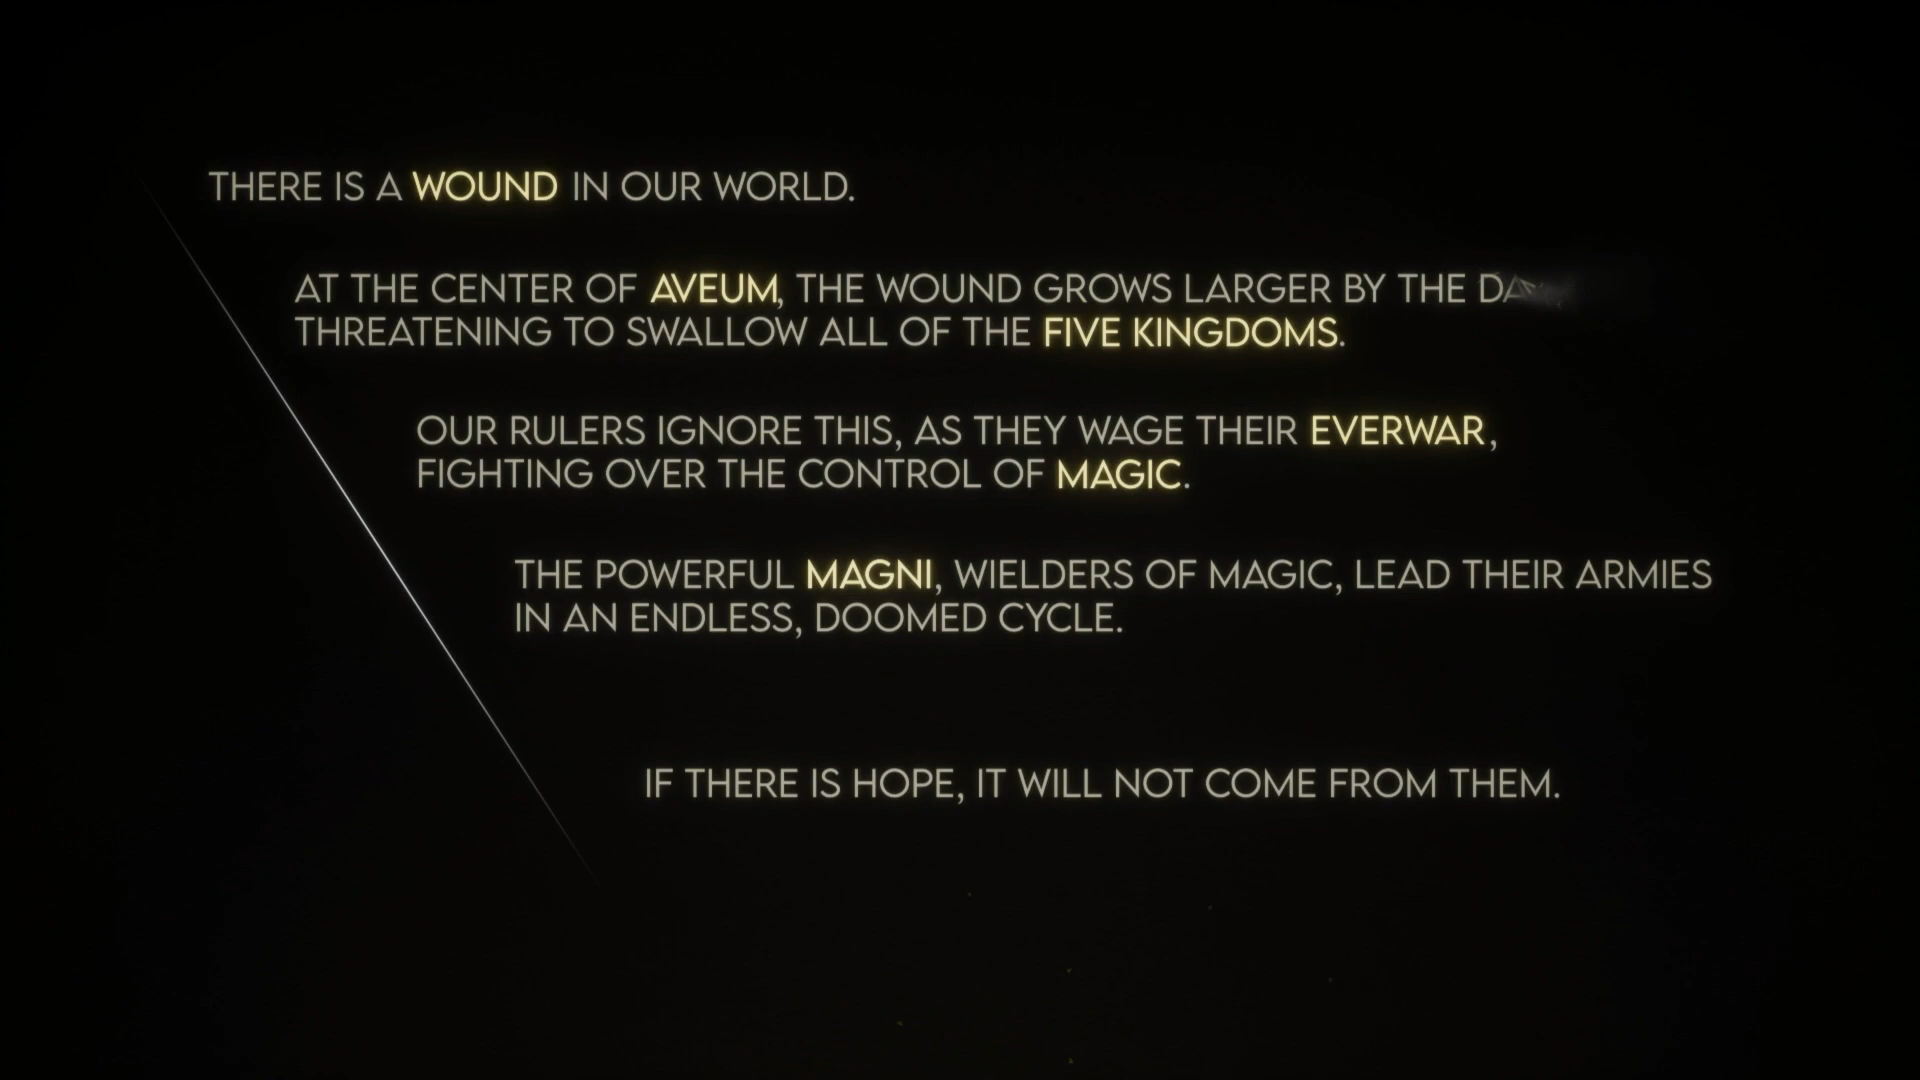 THERE IS A WOUND IN OUR WORLD.
AT THE CENTER OF AVEUM, THE WOUND GROWS LARGER BY THE
THREATENING TO SWALLOW ALL OF THE FIVE KINGDOMS.
OUR RULERS IGNORE THIS, AS THEY WAGE THEIR EVERWAR,
FIGHTING OVER THE CONTROL OF MAGIC.
THE POWERFUL MAGNI, WIELDERS OF MAGIC, LEAD THEIR ARMIES
IN AN ENDLESS, DOOMED CYCLE.
IF THERE IS HOPE, IT WILL NOT COME FROM THEM.